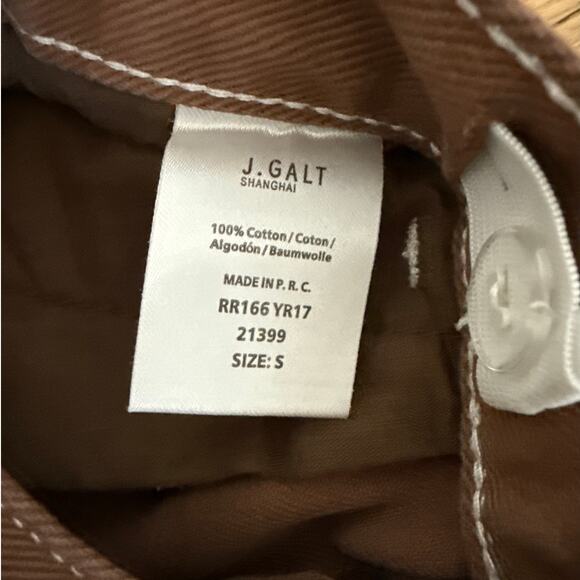 J.GALT
SHANGHAI
100% Cotton/Coton/
Algodón/Baumwolle
MADE IN P. R. C.
RR166 YR17
21399
SIZE: S